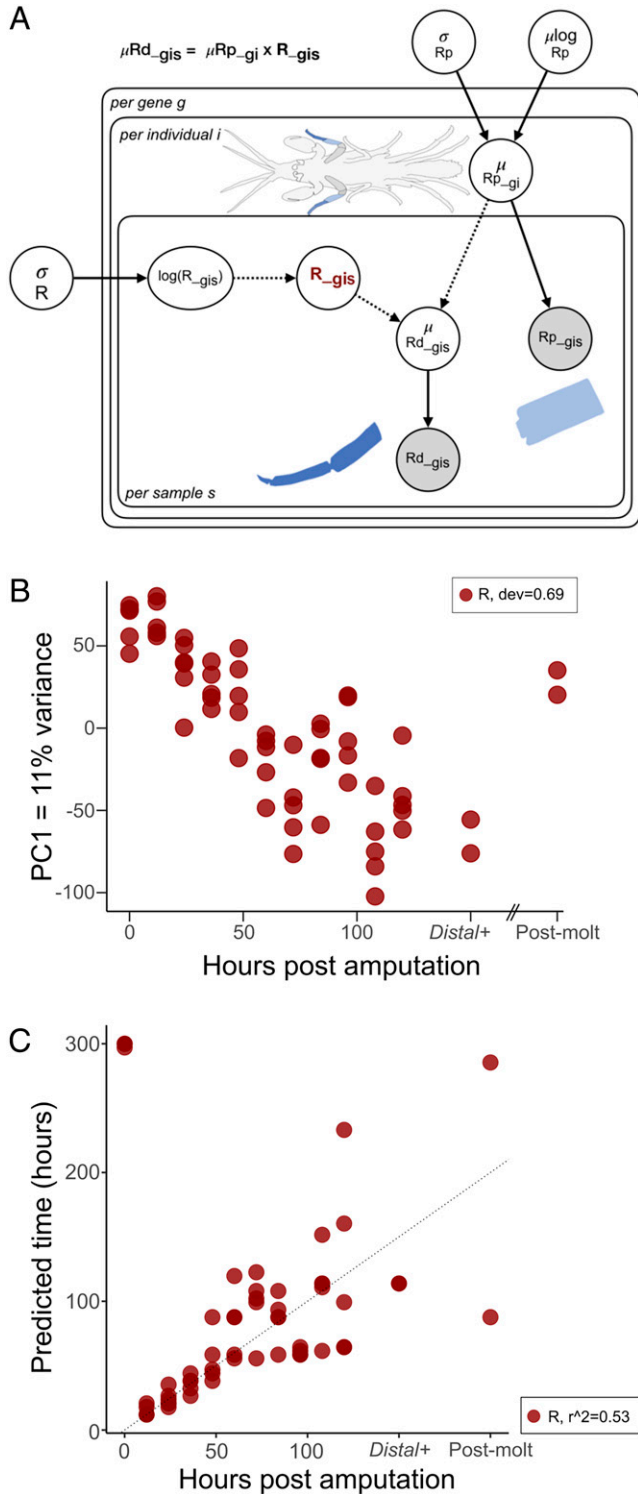 A
μRd_gis = μRp_gi x R_gis
σ
Rp
μlog
Rp
per gene g
per individual i
μ
Rp_gi
σ
R
log(R_gis)
R_gis
μ
Rd_gis
Rp_gis
Rd_gis
per sample s
B
R, dev=0.69
PC1 = 11% variance
50
0
-50
-100
0
50
100
Distal+
Post-molt
Hours post amputation
C
Predicted time (hours)
300
200
100
0
R, r^2=0.53
0
50
100
Distal+
Post-molt
Hours post amputation